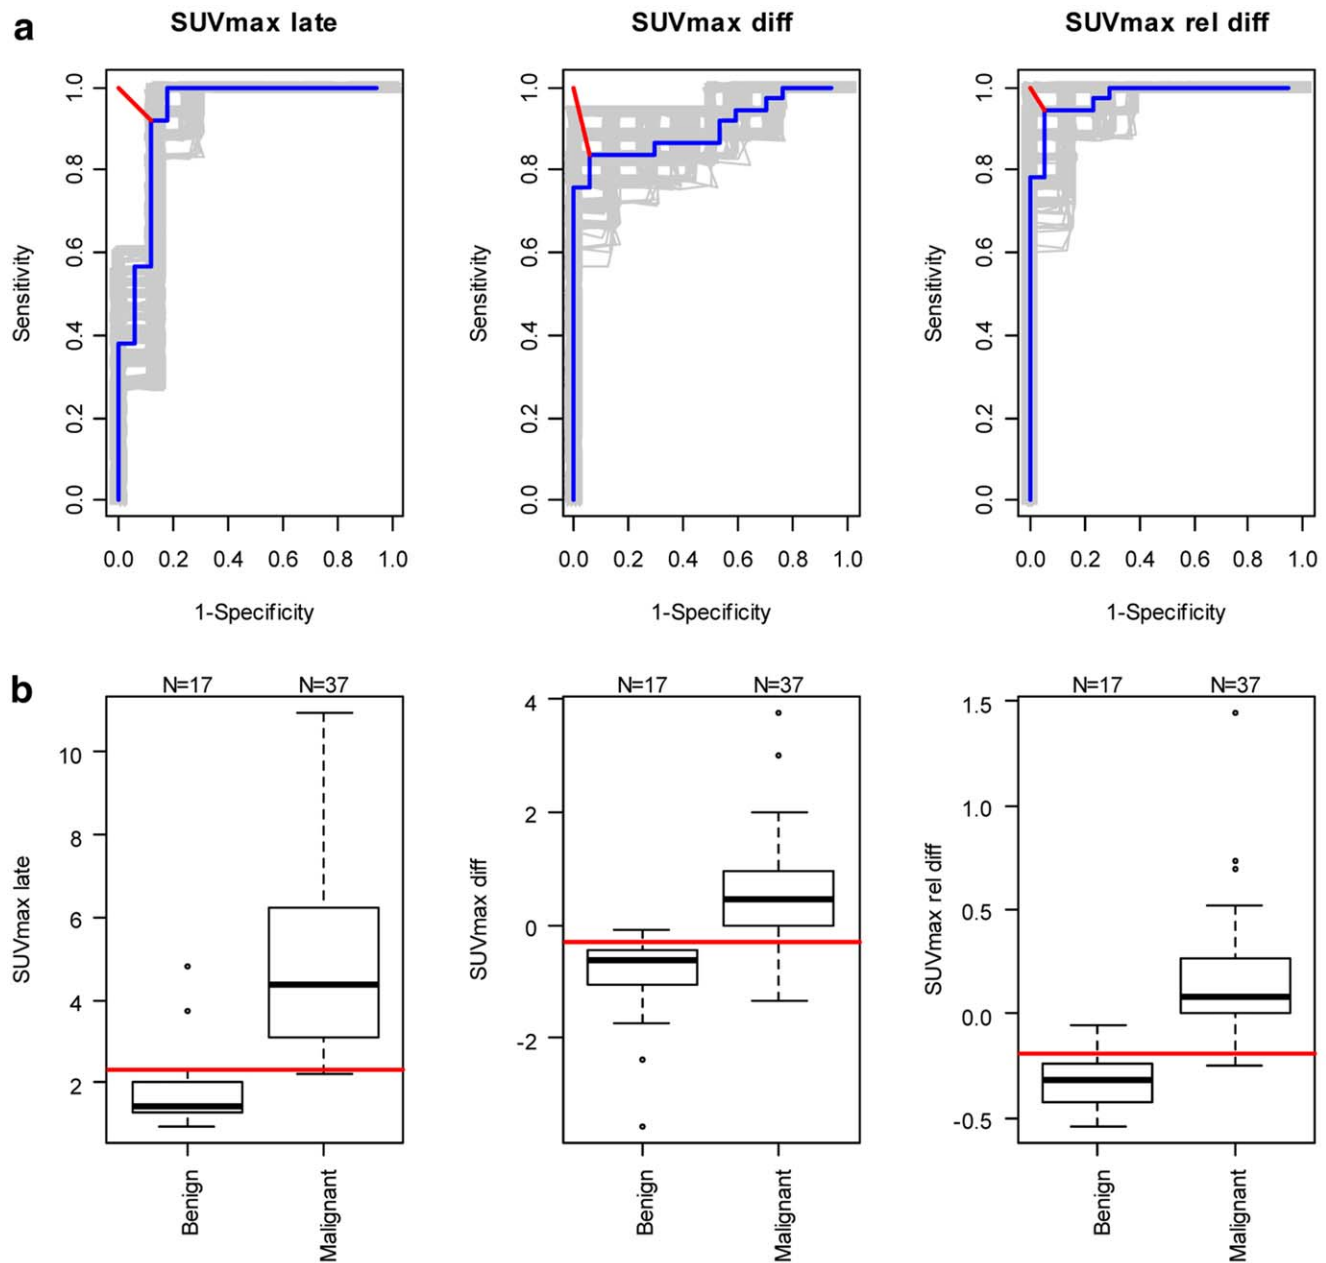 a
SUVmax late
SUVmax diff
SUVmax rel diff
Sensitivity
0.0 0.2 0.4 0.6 0.8 1.0
Sensitivity
0.0 0.2 0.4 0.6 0.8 1.0
Sensitivity
0.0 0.2 0.4 0.6 0.8 1.0
0.0 0.2 0.4 0.6 0.8 1.0
0.0 0.2 0.4 0.6 0.8 1.0
0.0 0.2 0.4 0.6 0.8 1.0
1-Specificity
1-Specificity
1-Specificity
b
N=17 N=37
N=17 N=37
N=17 N=37
SUVmax late
10
8
6
4
2
SUVmax diff
4
2
0
-2
SUVmax rel diff
1.5
1.0
0.5
0.0
-0.5
Benign
Malignant
Benign
Malignant
Benign
Malignant